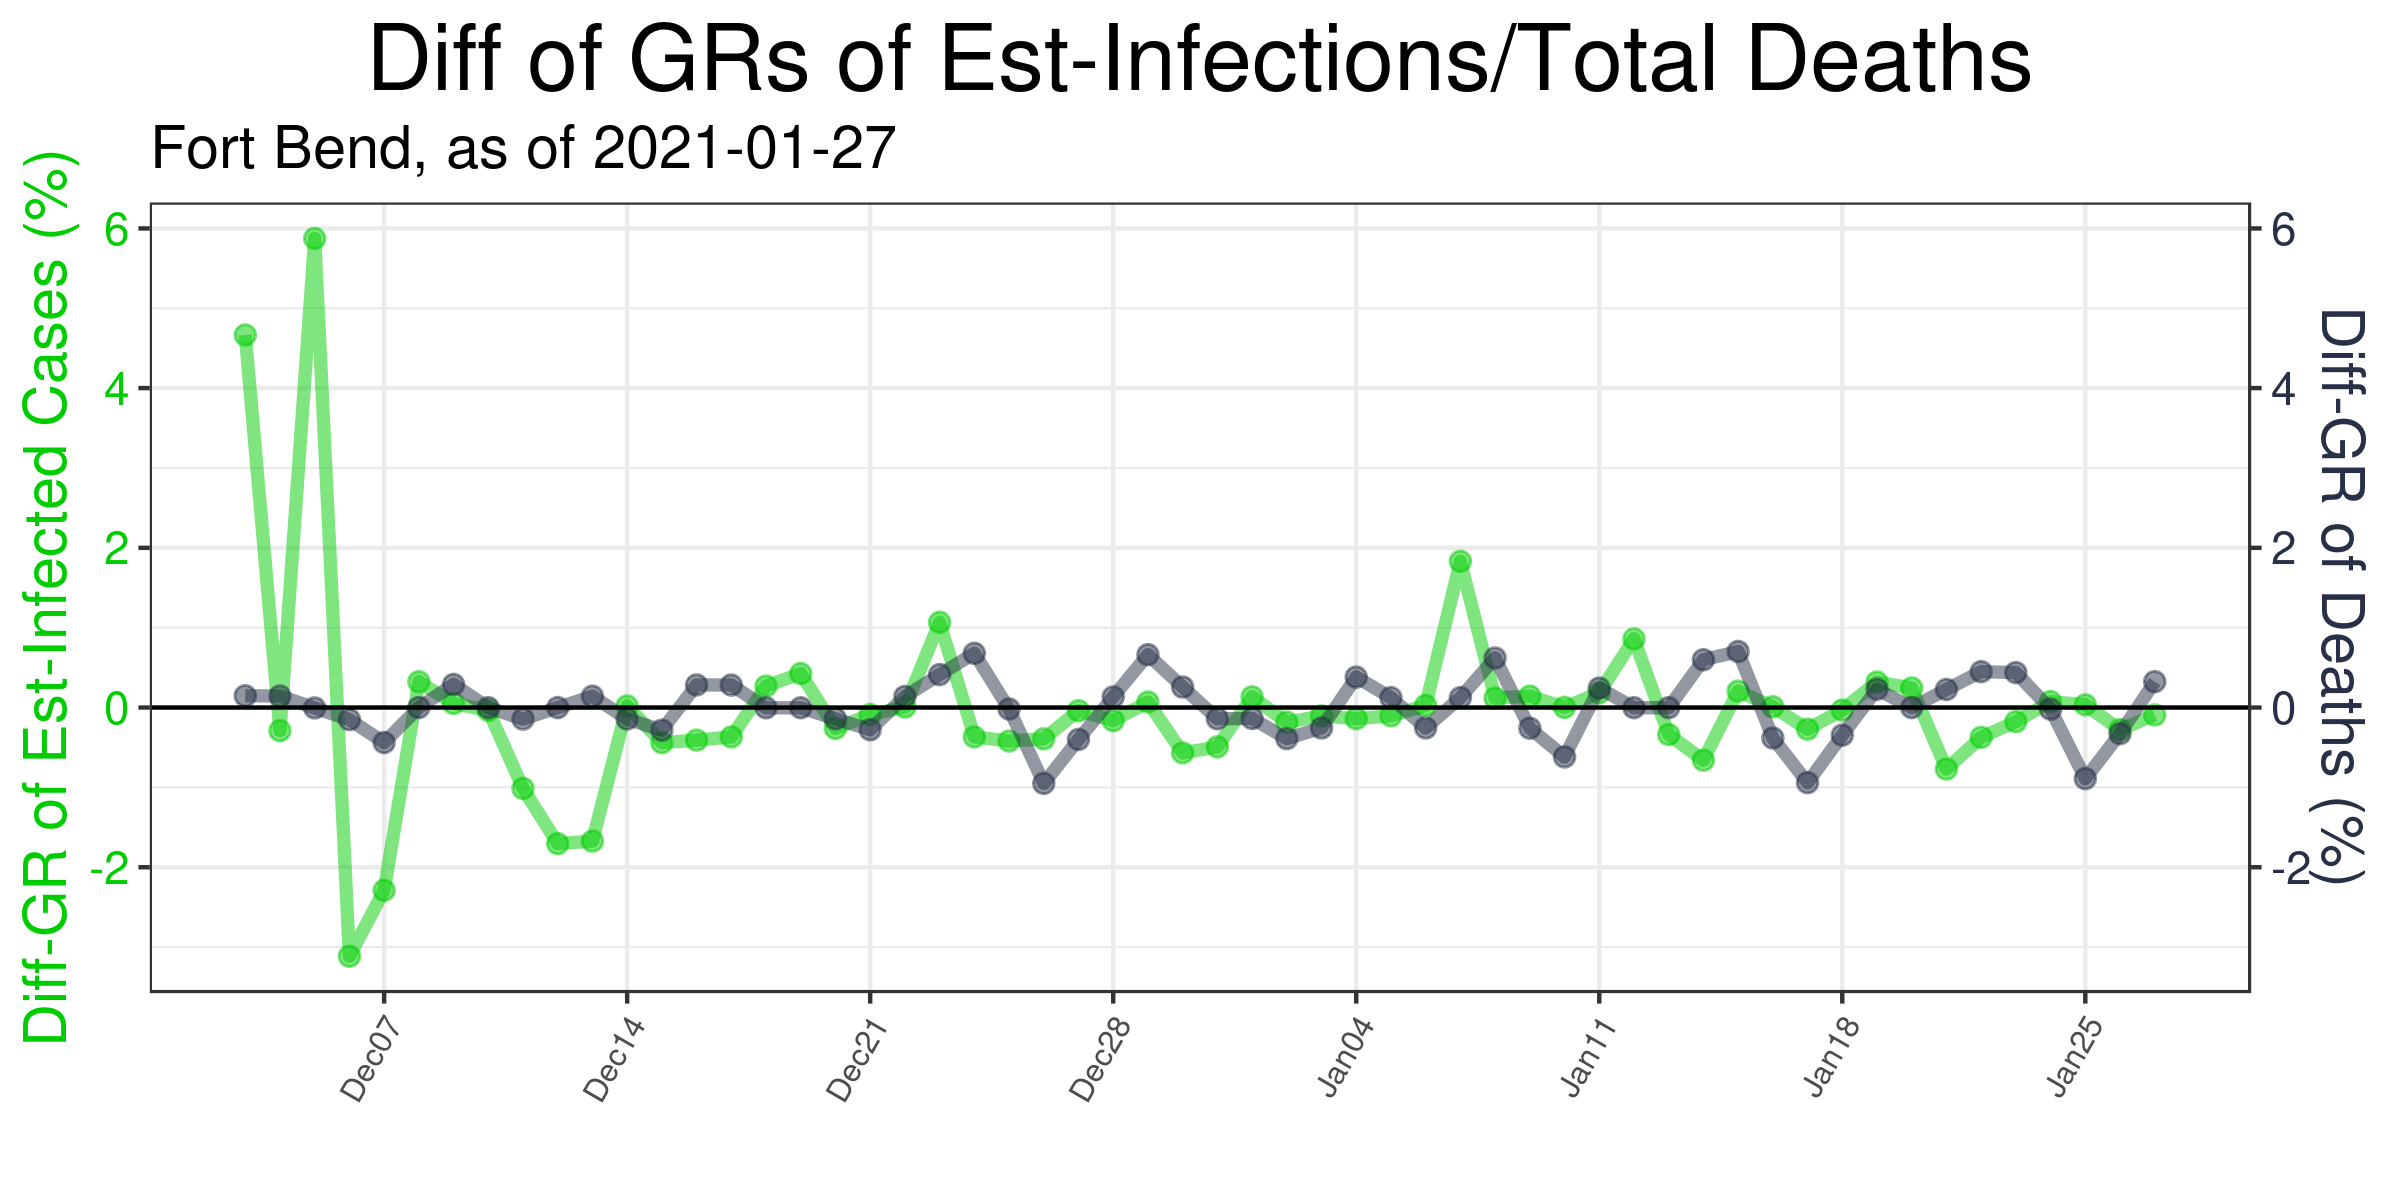 Diff of GRs of Est-Infections/Total Deaths
Fort Bend, as of 2021-01-27
Diff-GR of Est-Infected Cases (%)
6
4
2
0
-2
6
4
2
0
-2
Diff-GR of Deaths (%)
Dec07
Dec14
Dec21
Dec28
Jan04
Jan11
Jan18
Jan25